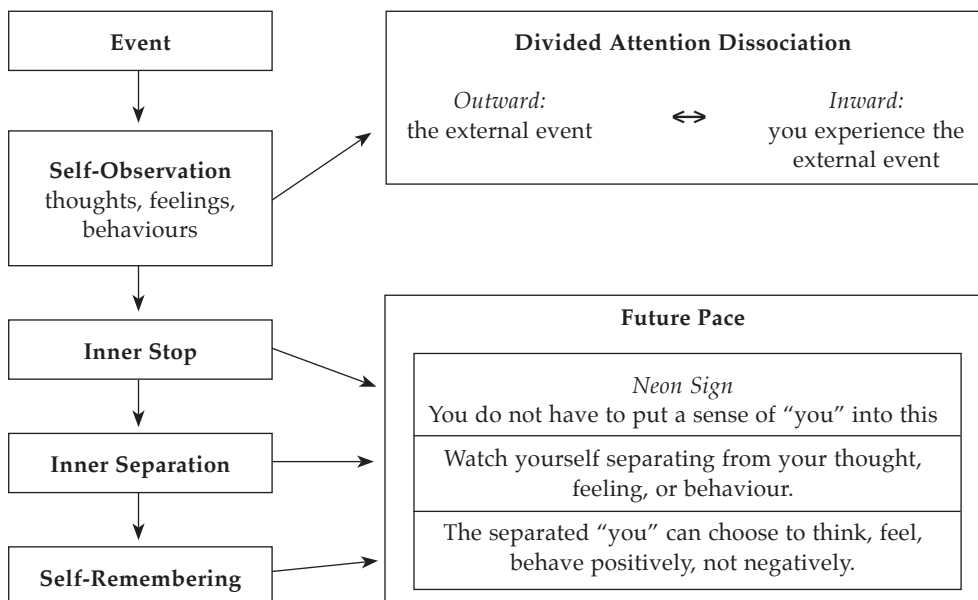 Event
Self-Observation
thoughts, feelings,
behaviours
Inner Stop
Inner Separation
Self-Remembering
Divided Attention Dissociation
Outward:
the external event
Inward:
you experience the
external event
Future Pace
Neon Sign
You do not have to put a sense of “you” into this
Watch yourself separating from your thought,
feeling, or behaviour.
The separated “you” can choose to think, feel,
behave positively, not negatively.